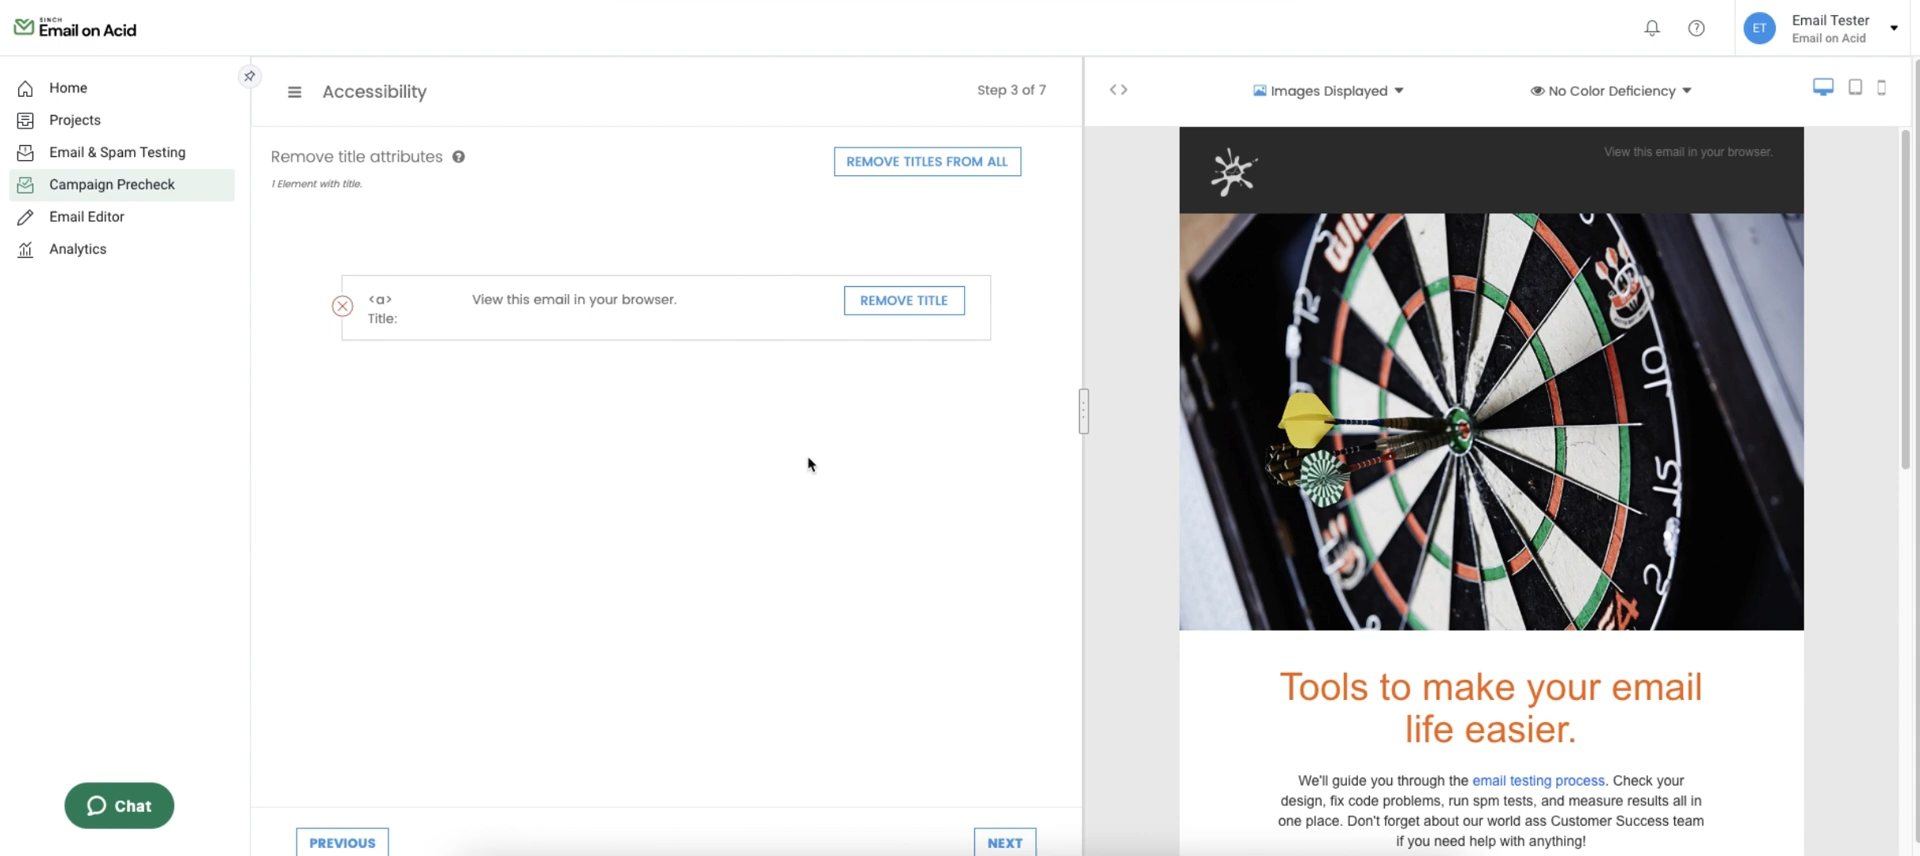 SINCH
Email on Acid
ET
Email Tester
Email on Acid
Home
Projects
Email & Spam Testing
Campaign Precheck
Email Editor
Analytics
Chat
Accessibility
Step 3 of 7
Remove title attributes
REMOVE TITLES FROM ALL
1 Element with title.
<a>
View this email in your browser.
REMOVE TITLE
Title:
PREVIOUS
NEXT
< >
Images Displayed
No Color Deficiency
View this email in your browser.
10
15
2
Tools to make your email
life easier.
We'll guide you through the email testing process. Check your
design, fix code problems, run spm tests, and measure results all in
one place. Don't forget about our world ass Customer Success team
if you need help with anything!